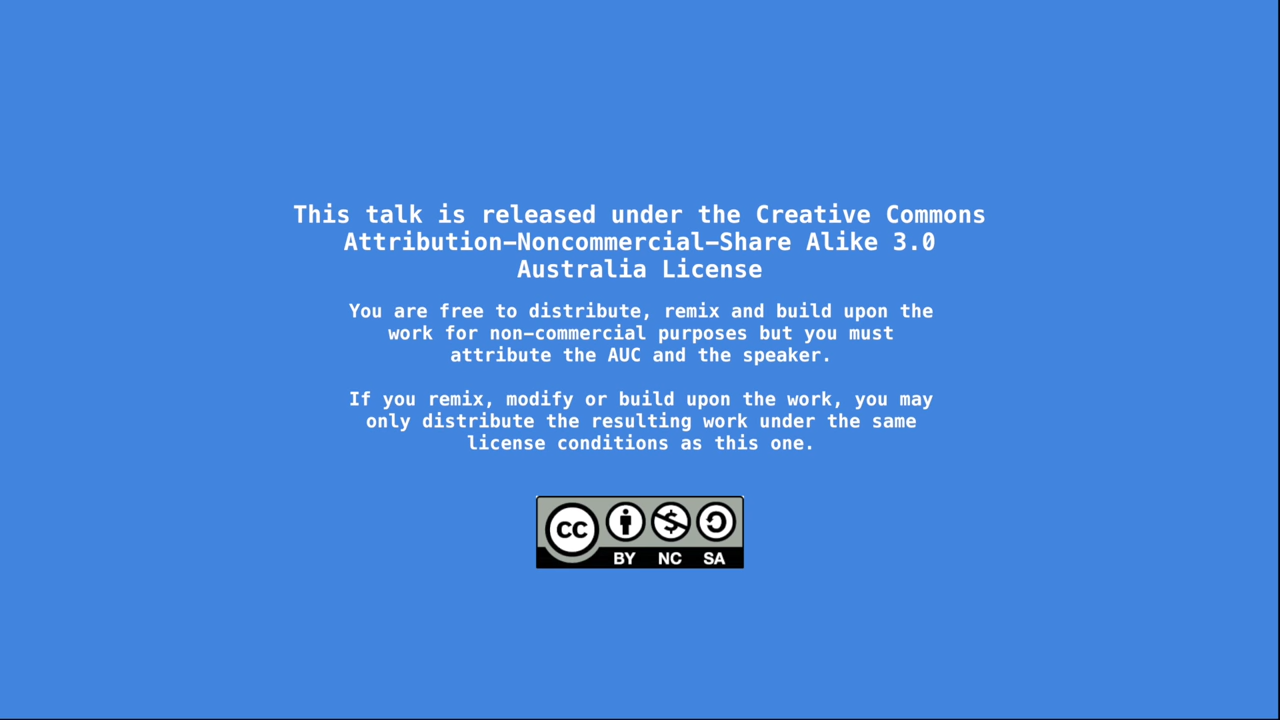 This talk is released under the Creative Commons
Attribution–Noncommercial–Share Alike 3.0
Australia License
You are free to distribute, remix and build upon the
work for non–commercial purposes but you must
attribute the AUC and the speaker.
If you remix, modify or build upon the work, you may
only distribute the resulting work under the same
license conditions as this one.
CC
BY NC SA